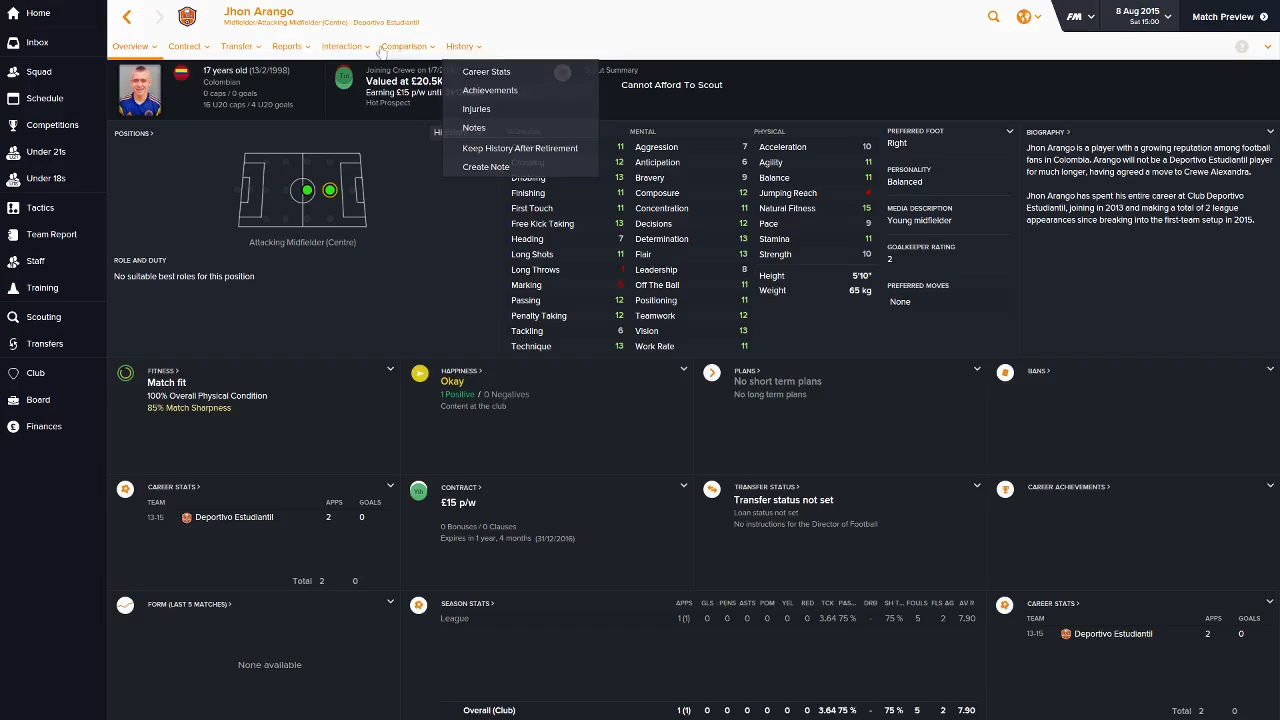 Home
Inbox
Squad
Schedule
Competitions
Under 21s
Under 18s
Tactics
Team Report
Staff
Training
Scouting
Transfers
Club
Board
Finances
Jhon Arango
Midfielder/Attacking Midfielder (Centre) - Deportivo Estudiantil
FM
8 Aug 2015
Sat 15:00
Match Preview
Overview
Contract
Transfer
Reports
Interaction
Comparison
History
17 years old (13/2/1998)
Colombian
0 caps / 0 goals
16 U20 caps / 4 U20 goals
Joining Crewe on 1/7/
Valued at £20.5K
Earning £15 p/w until
Hot Prospect
Career Stats
Achievements
Injuries
Notes
Keep History After Retirement
Create Note
Scout Summary
Cannot Afford To Scout
POSITIONS
Attacking Midfielder (Centre)
ROLE AND DUTY
No suitable best roles for this position
11
12
Dribbling 13
Finishing 11
First Touch 11
Free Kick Taking 13
Heading 7
Long Shots 11
Long Throws 1
Marking 5
Passing 12
Penalty Taking 12
Tackling 6
Technique 13
MENTAL
Aggression 7
Anticipation 6
Bravery 9
Composure 12
Concentration 11
Decisions 12
Determination 13
Flair 13
Leadership 8
Off The Ball 11
Positioning 11
Teamwork 12
Vision 13
Work Rate 11
PHYSICAL
Acceleration 10
Agility 11
Balance 11
Jumping Reach 4
Natural Fitness 15
Pace 9
Stamina 11
Strength 10
Height 5'10"
Weight 65 kg
PREFERRED FOOT
Right
PERSONALITY
Balanced
MEDIA DESCRIPTION
Young midfielder
GOALKEEPER RATING
2
PREFERRED MOVES
None
BIOGRAPHY
Jhon Arango is a player with a growing reputation among football
fans in Colombia. Arango will not be a Deportivo Estudiantil player
for much longer, having agreed a move to Crewe Alexandra.
Jhon Arango has spent his entire career at Club Deportivo
Estudiantil, joining in 2013 and making a total of 2 league
appearances since breaking into the first-team setup in 2015.
FITNESS
Match fit
100% Overall Physical Condition
85% Match Sharpness
HAPPINESS
Okay
1 Positive / 0 Negatives
Content at the club
PLANS
No short term plans
No long term plans
BANS
CAREER STATS
TEAM APPS GOALS
13-15 Deportivo Estudiantil 2 0
Total 2 0
CONTRACT
£15 p/w
0 Bonuses / 0 Clauses
Expires in 1 year, 4 months (31/12/2016)
TRANSFER STATUS
Transfer status not set
Loan status not set
No instructions for the Director of Football
CAREER ACHIEVEMENTS
FORM (LAST 5 MATCHES)
None available
SEASON STATS APPS GLS PENS ASTS POM YEL RED TCK PAS... DRB SH T... FOULS FLS AG AV R
League 1 (1) 0 0 0 0 0 0 3.64 75 % - 75 % 5 2 7.90
Overall (Club) 1 (1) 0 0 0 0 0 0 3.64 75 % - 75 % 5 2 7.90
CAREER STATS
TEAM APPS GOALS
13-15 Deportivo Estudiantil 2 0
Total 2 0